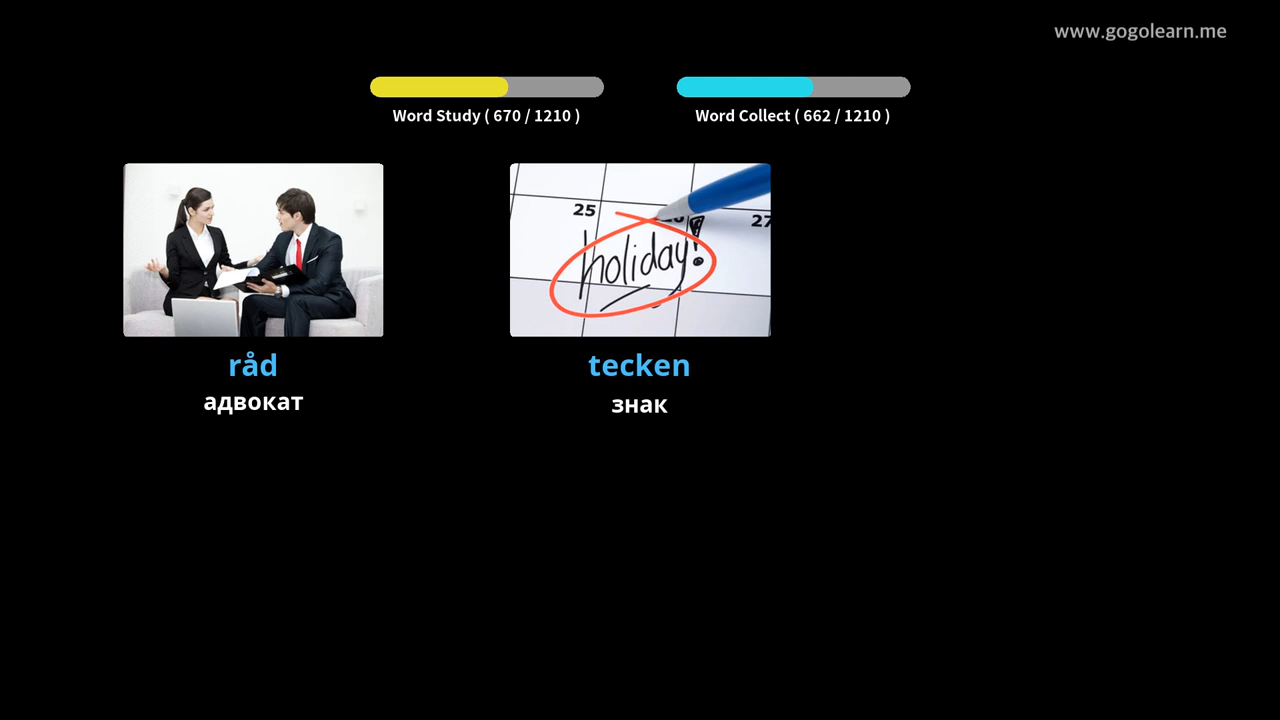 www.gogolearn.me
Word Study ( 670 / 1210 )
Word Collect ( 662 / 1210 )
25
27
holiday!
råd
tecken
адвокат
знак